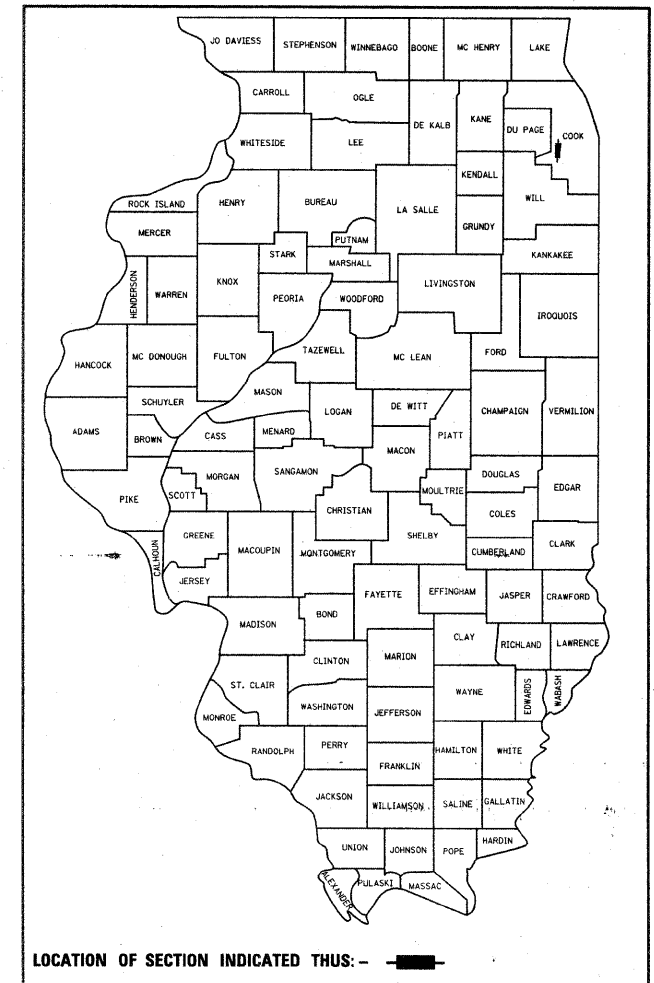 JO DAVIESS
STEPHENSON
WINNEBAGO
BOONE
MC HENRY
LAKE
CARROLL
OGLE
DE KALB
KANE
DU PAGE
COOK
WHITESIDE
LEE
KENDALL
WILL
ROCK ISLAND
HENRY
BUREAU
LA SALLE
GRUNDY
MERCER
PUTNAM
STARK
MARSHALL
KANKAKEE
HENDERSON
WARREN
KNOX
PEORIA
WOODFORD
LIVINGSTON
IROQUOIS
HANCOCK
MC DONOUGH
FULTON
TAZEWELL
MC LEAN
FORD
MASON
SCHUYLER
LOGAN
DE WITT
CHAMPAIGN
VERMILION
ADAMS
BROWN
CASS
MENARD
PIATT
MACON
SANGAMON
MORGAN
SCOTT
PIKE
CHRISTIAN
MOULTRIE
DOUGLAS
EDGAR
COLES
SHELBY
GREENE
MACOUPIN
MONTGOMERY
CALHOUN
CUMBERLAND
CLARK
JERSEY
FAYETTE
EFFINGHAM
JASPER
CRAWFORD
MADISON
BOND
CLAY
RICHLAND
LAWRENCE
MARION
CLINTON
ST. CLAIR
WAYNE
EDWARDS
WABASH
WASHINGTON
JEFFERSON
MONROE
RANDOLPH
PERRY
HAMILTON
WHITE
FRANKLIN
JACKSON
WILLIAMSON
SALINE
GALLATIN
UNION
JOHNSON
POPE
HARDIN
ALEXANDER
PULASKI
MASSAC
LOCATION OF SECTION INDICATED THUS: -